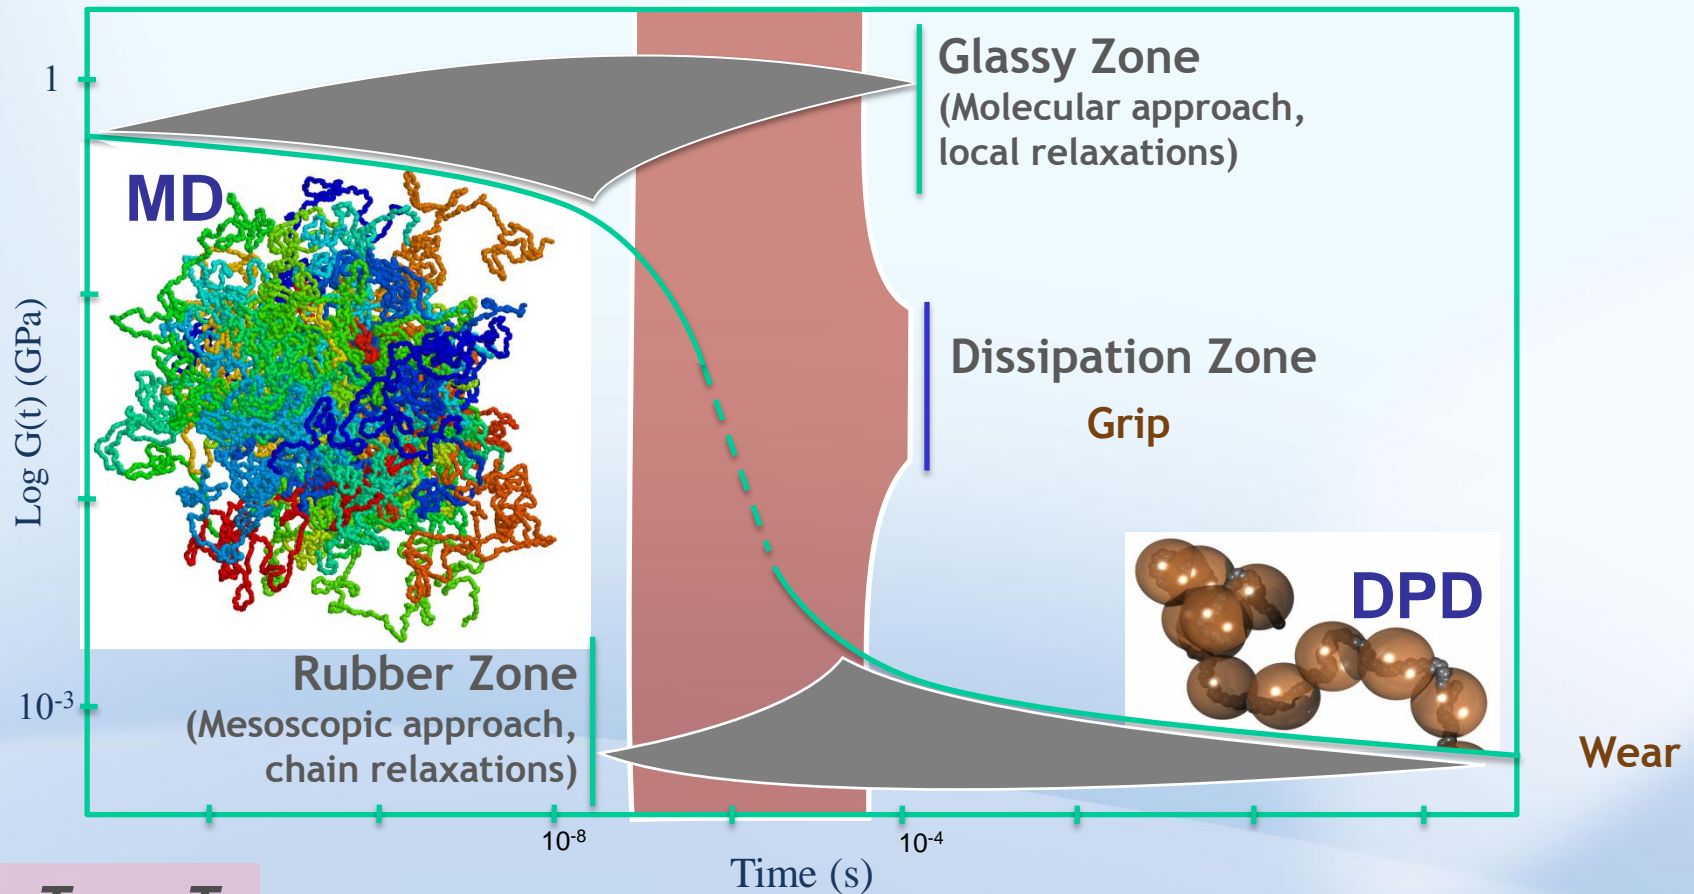 1
Glassy Zone
(Molecular approach,
local relaxations)
MD
Log G(t) (GPa)
Dissipation Zone
Grip
DPD
Rubber Zone
(Mesoscopic approach,
chain relaxations)
10-3
Wear
10-8
10-4
Time (s)